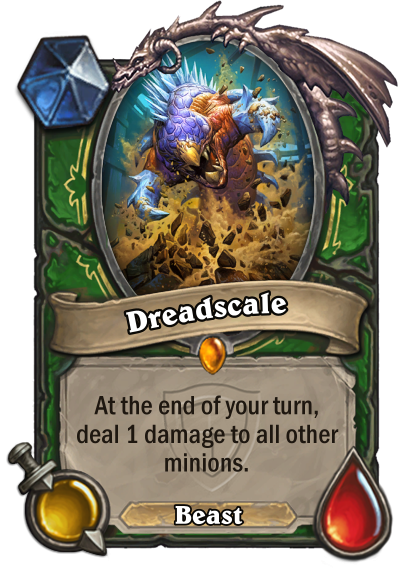 Dreadscale
At the end of your turn,
deal 1 damage to all other
minions.
Beast